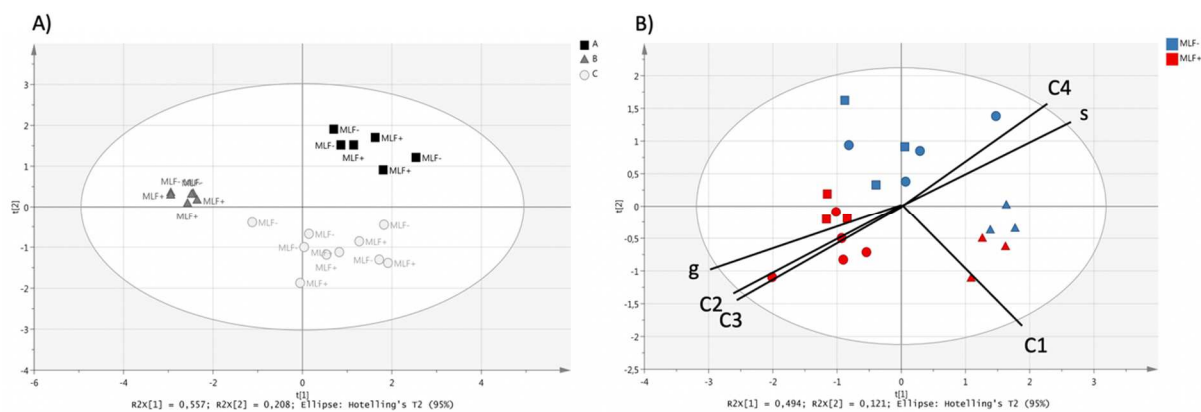 A)
A
B
C
t[2]
3
2
1
0
-1
-2
-3
-4
MLF-
MLF-
MLF+
MLF+
MLF-
MLF+
MLF-
MLF-
MLF+
MLF+
MLF+
MLF-
MLF-
MLF-
MLF+
MLF+
MLF-
MLF+
MLF+
-6
-4
-2
0
2
4
t[1]
R2X[1] = 0,557; R2X[2] = 0,208; Ellipse: Hotelling's T2 (95%)
B)
MLF-
MLF+
C4
s
g
C2
C3
C1
t[2]
2
1,5
1
0,5
0
-0,5
-1
-1,5
-2
-2,5
-4
-3
-2
-1
0
1
2
3
t[1]
R2X[1] = 0,494; R2X[2] = 0,121; Ellipse: Hotelling's T2 (95%)